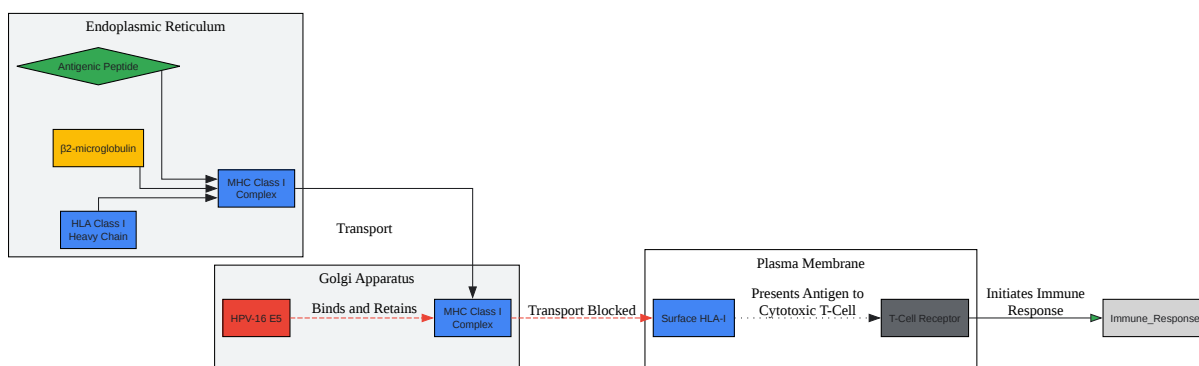 Endoplasmic Reticulum
Antigenic Peptide
β2-microglobulin
MHC Class I
Complex
HLA Class I
Heavy Chain
Transport
Golgi Apparatus
HPV-16 E5
Binds and Retains
MHC Class I
Complex
Transport Blocked
Plasma Membrane
Surface HLA-I
Presents Antigen to
Cytotoxic T-Cell
T-Cell Receptor
Initiates Immune
Response
Immune_Response